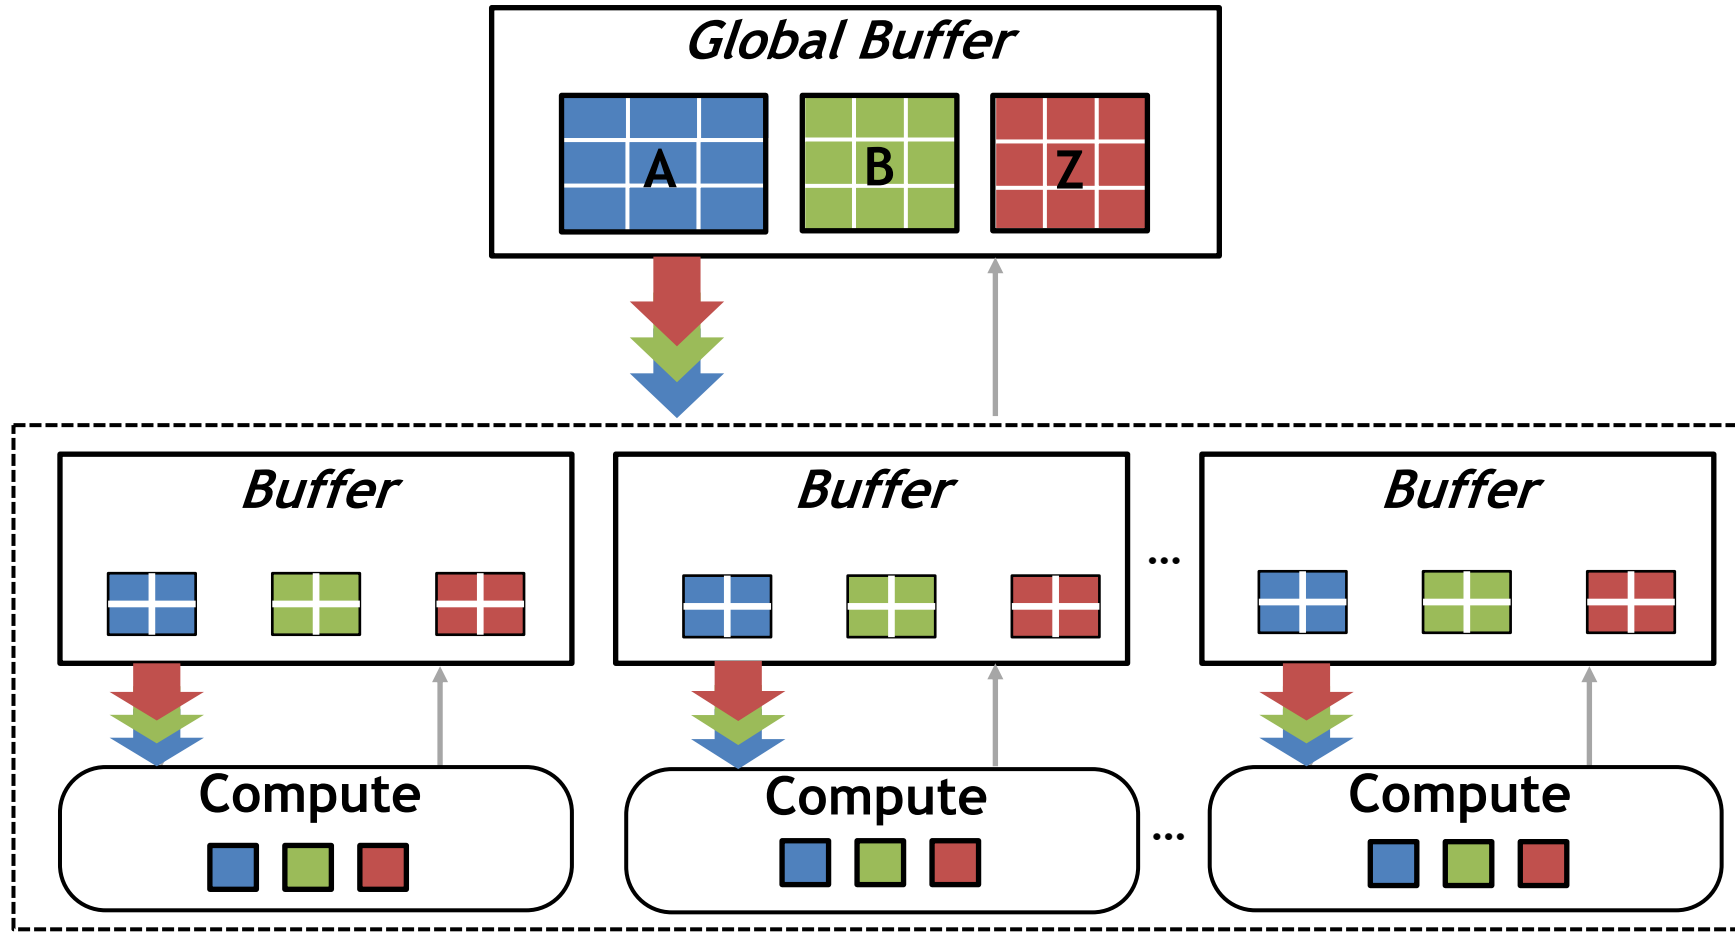 Global Buffer
A B Z
Buffer Buffer ... Buffer
Compute Compute ... Compute